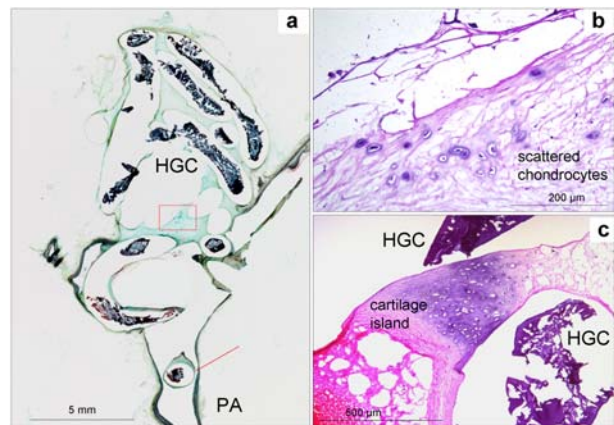 a
HGC
5 mm
PA
b
scattered
chondrocytes
200 µm
c
HGC
cartilage
island
HGC
500 µm